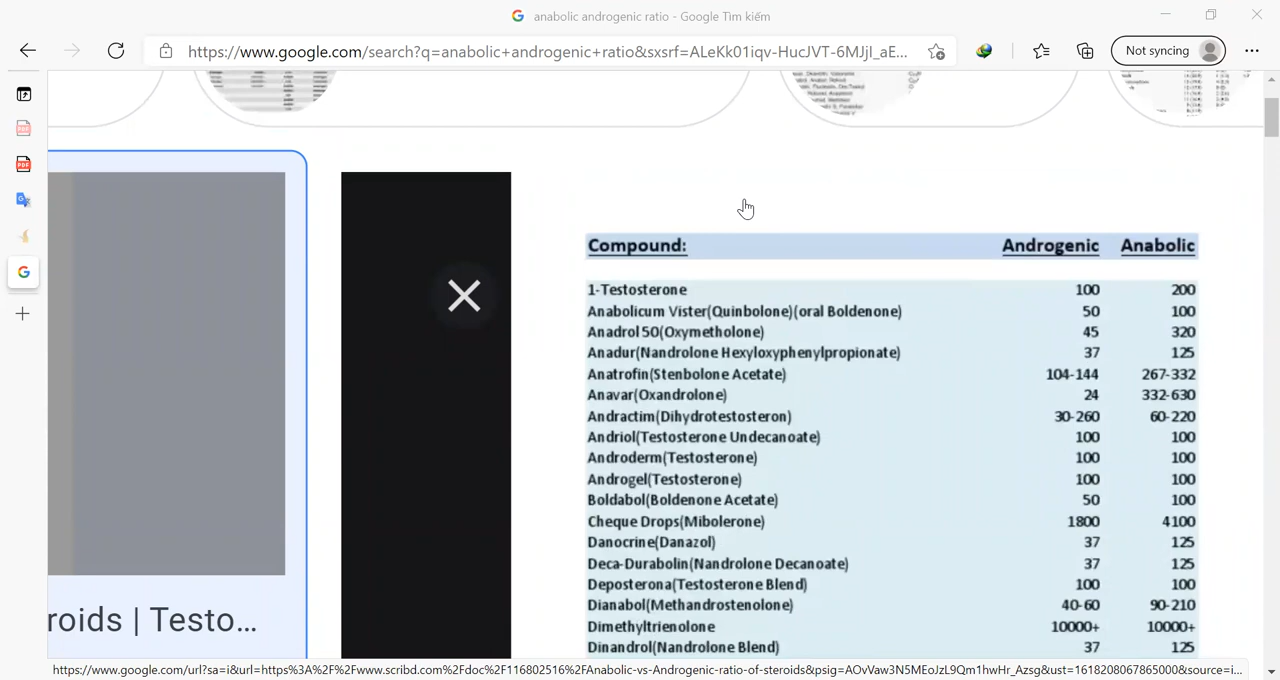 anabolic androgenic ratio - Google Tìm kiếm
https://www.google.com/search?q=anabolic+androgenic+ratio&sxsrf=ALeKk01iqv-HucJVT-6MJjI_aE...
Not syncing
Compound: Androgenic Anabolic
1-Testosterone 100 200
Anabolicum Vister(Quinbolone)(oral Boldenone) 50 100
Anadrol 50(Oxymetholone) 45 320
Anadur(Nandrolone Hexyloxyphenylpropionate) 37 125
Anatrofin(Stenbolone Acetate) 104-144 267-332
Anavar(Oxandrolone) 24 332-630
Andractim(Dihydrotestosteron) 30-260 60-220
Andriol(Testosterone Undecanoate) 100 100
Androderm(Testosterone) 100 100
Androgel(Testosterone) 100 100
Boldabol(Boldenone Acetate) 50 100
Cheque Drops(Mibolerone) 1800 4100
Danocrine(Danazol) 37 125
Deca-Durabolin(Nandrolone Decanoate) 37 125
Deposterona(Testosterone Blend) 100 100
Dianabol(Methandrostenolone) 40-60 90-210
Dimethyltrienolone 10000+ 10000+
Dinandrol(Nandrolone Blend) 37 125
roids | Testo...
https://www.google.com/url?sa=i&url=https%3A%2F%2Fwww.scribd.com%2Fdoc%2F116802516%2FAnabolic-vs-Androgenic-ratio-of-steroids&psig=AOvVaw3N5MEoJzL9Qm1hwHr_Azsg&ust=1618208067865000&source=i...